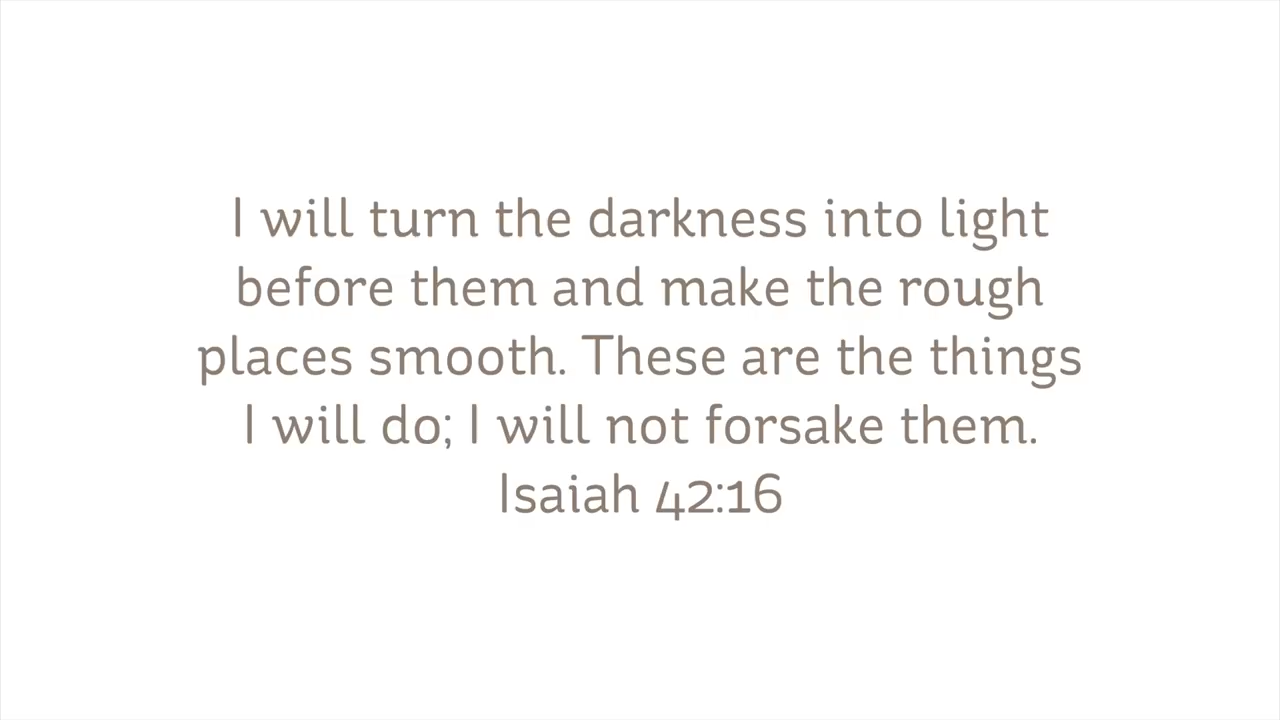 I will turn the darkness into light
before them and make the rough
places smooth. These are the things
I will do; I will not forsake them.
Isaiah 42:16